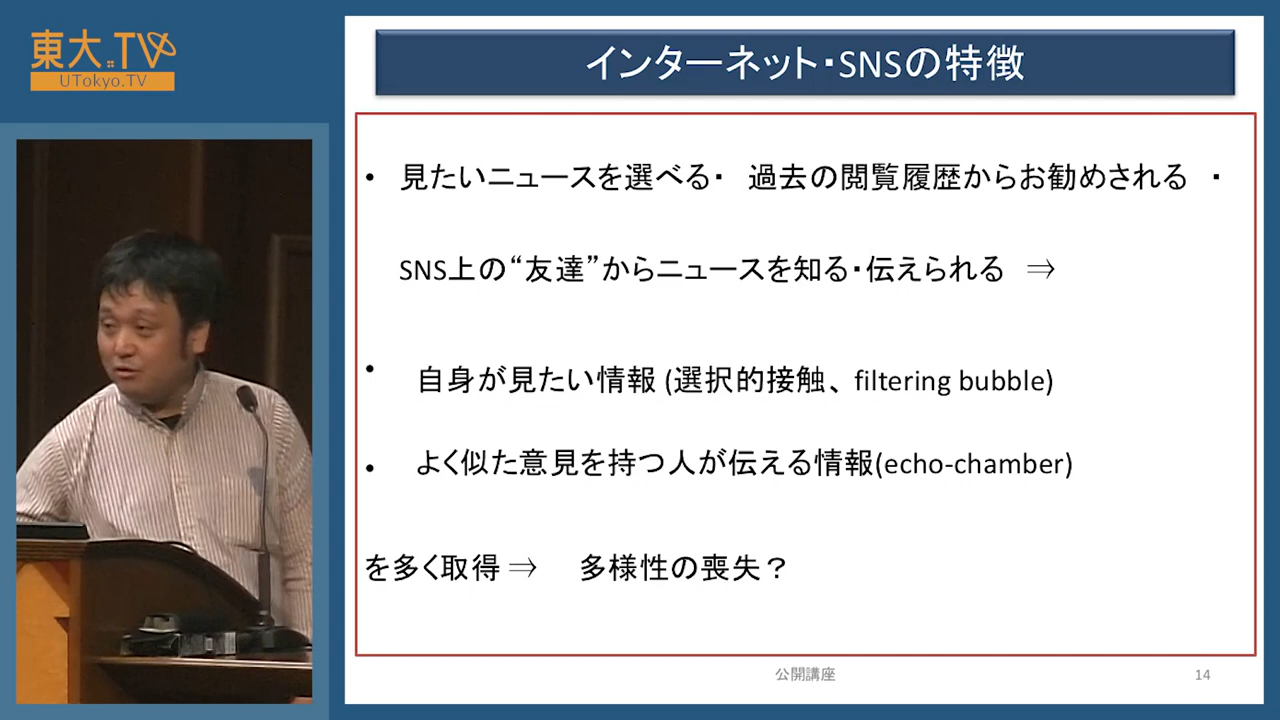 東大.TV
UTokyo.TV
インターネット・SNSの特徴
• 見たいニュースを選べる・ 過去の閲覧履歴からお勧めされる ・
SNS上の“友達”からニュースを知る・伝えられる ⇒
• 自身が見たい情報 (選択的接触、filtering bubble)
• よく似た意見を持つ人が伝える情報(echo-chamber)
を多く取得 ⇒ 多様性の喪失？
公開講座
14